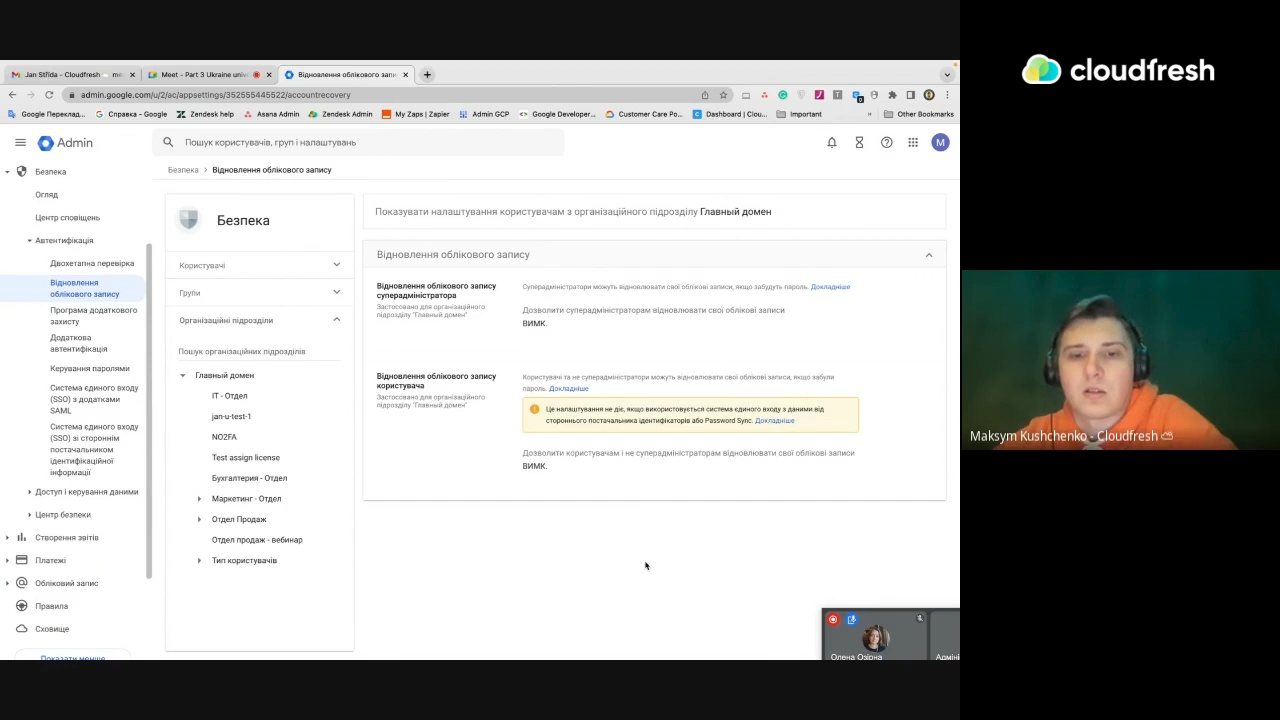 Jan Střída - Cloudfresh
Meet - Part 3 Ukraine unive
Відновлення облікового запи
admin.google.com/u/2/ac/appsettings/352555445522/accountrecovery
Google Переклад...
Справка - Google
Zendesk help
Asana Admin
Zendesk Admin
My Zaps | Zapier
Admin GCP
Google Developer...
Customer Care Po...
Dashboard | Clou...
Important
»
Other Bookmarks
Admin
Пошук користувачів, груп і налаштувань
M
Безпека
Огляд
Центр сповіщень
Автентифікація
Двохетапна перевірка
Відновлення
облікового запису
Програма додаткового
захисту
Додаткова
автентифікація
Керування паролями
Система єдиного входу
(SSO) з додатками
SAML
Система єдиного входу
(SSO) зі стороннім
постачальником
ідентифікаційної
інформації
Доступ і керування даними
Центр безпеки
Створення звітів
Платежі
Обліковий запис
Правила
Сховище
Показати менше
Безпека > Відновлення облікового запису
Безпека
Користувачі
Групи
Організаційні підрозділи
Пошук організаційних підрозділів
Главный домен
IT - Отдел
jan-u-test-1
NO2FA
Test assign license
Бухгалтерия - Отдел
Маркетинг - Отдел
Отдел Продаж
Отдел продаж - вебинар
Тип користувачів
Показувати налаштування користувачам з організаційного підрозділу Главный домен
Відновлення облікового запису
Відновлення облікового запису
суперадміністратора
Застосовано для організаційного
підрозділу "Главный домен"
Суперадміністратори можуть відновлювати свої облікові записи, якщо забудуть пароль. Докладніше
Дозволити суперадміністраторам відновлювати свої облікові записи
ВИМК.
Відновлення облікового запису
користувача
Застосовано для організаційного
підрозділу "Главный домен"
Користувачі та не суперадміністратори можуть відновлювати свої облікові записи, якщо забули
пароль. Докладніше
Це налаштування не діє, якщо використовується система єдиного входу з даними від
стороннього постачальника ідентифікаторів або Password Sync. Докладніше
Дозволити користувачам і не суперадміністраторам відновлювати свої облікові записи
ВИМК.
Олена Озірна
Адміні
cloudfresh
Maksym Kushchenko - Cloudfresh